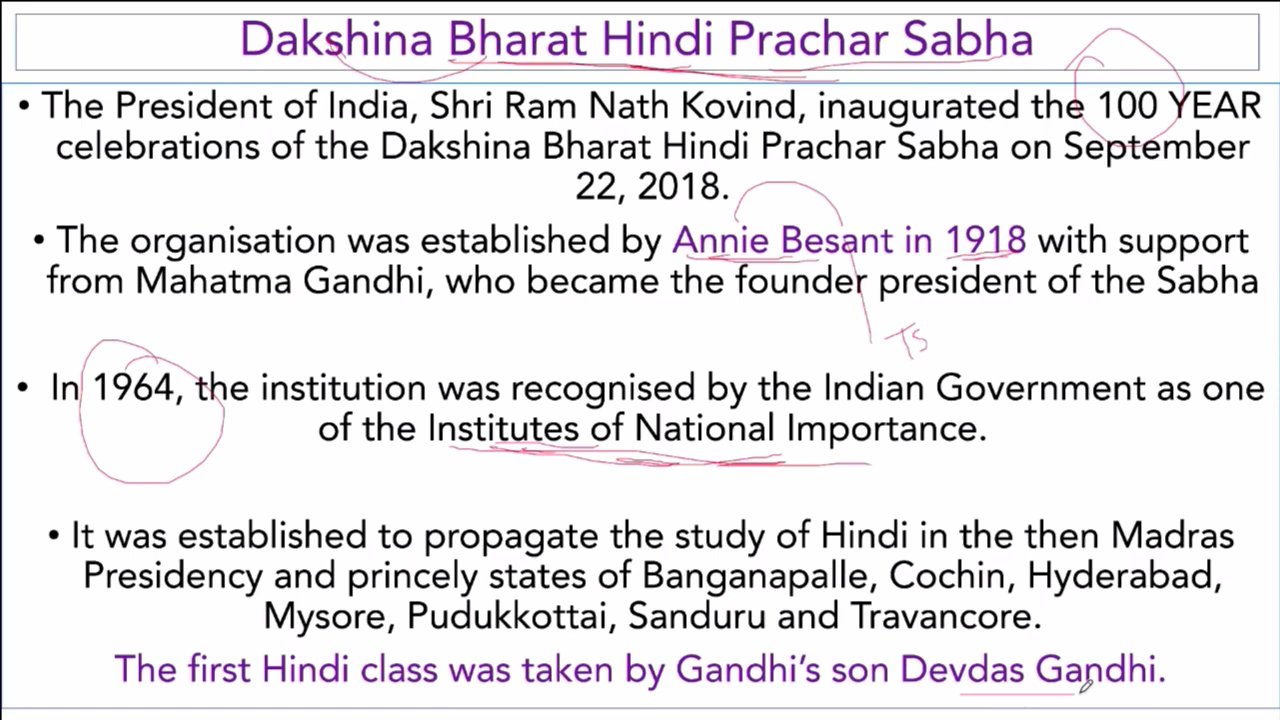 Dakshina Bharat Hindi Prachar Sabha
• The President of India, Shri Ram Nath Kovind, inaugurated the 100 YEAR
celebrations of the Dakshina Bharat Hindi Prachar Sabha on September
22, 2018.
• The organisation was established by Annie Besant in 1918 with support
from Mahatma Gandhi, who became the founder president of the Sabha
TS
• In 1964, the institution was recognised by the Indian Government as one
of the Institutes of National Importance.
• It was established to propagate the study of Hindi in the then Madras
Presidency and princely states of Banganapalle, Cochin, Hyderabad,
Mysore, Pudukkottai, Sanduru and Travancore.
The first Hindi class was taken by Gandhi’s son Devdas Gandhi.